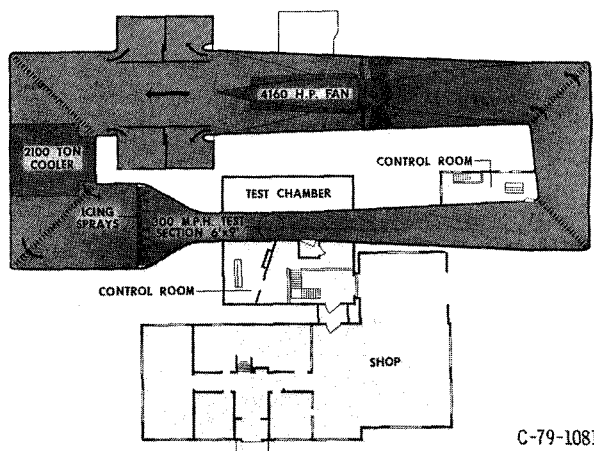 4160 H.P. FAN
2100 TON
COOLER
CONTROL ROOM
TEST CHAMBER
ICING
SPRAYS
300 M.P.H. TEST
SECTION 6'x9'
CONTROL ROOM
SHOP
C-79-1081